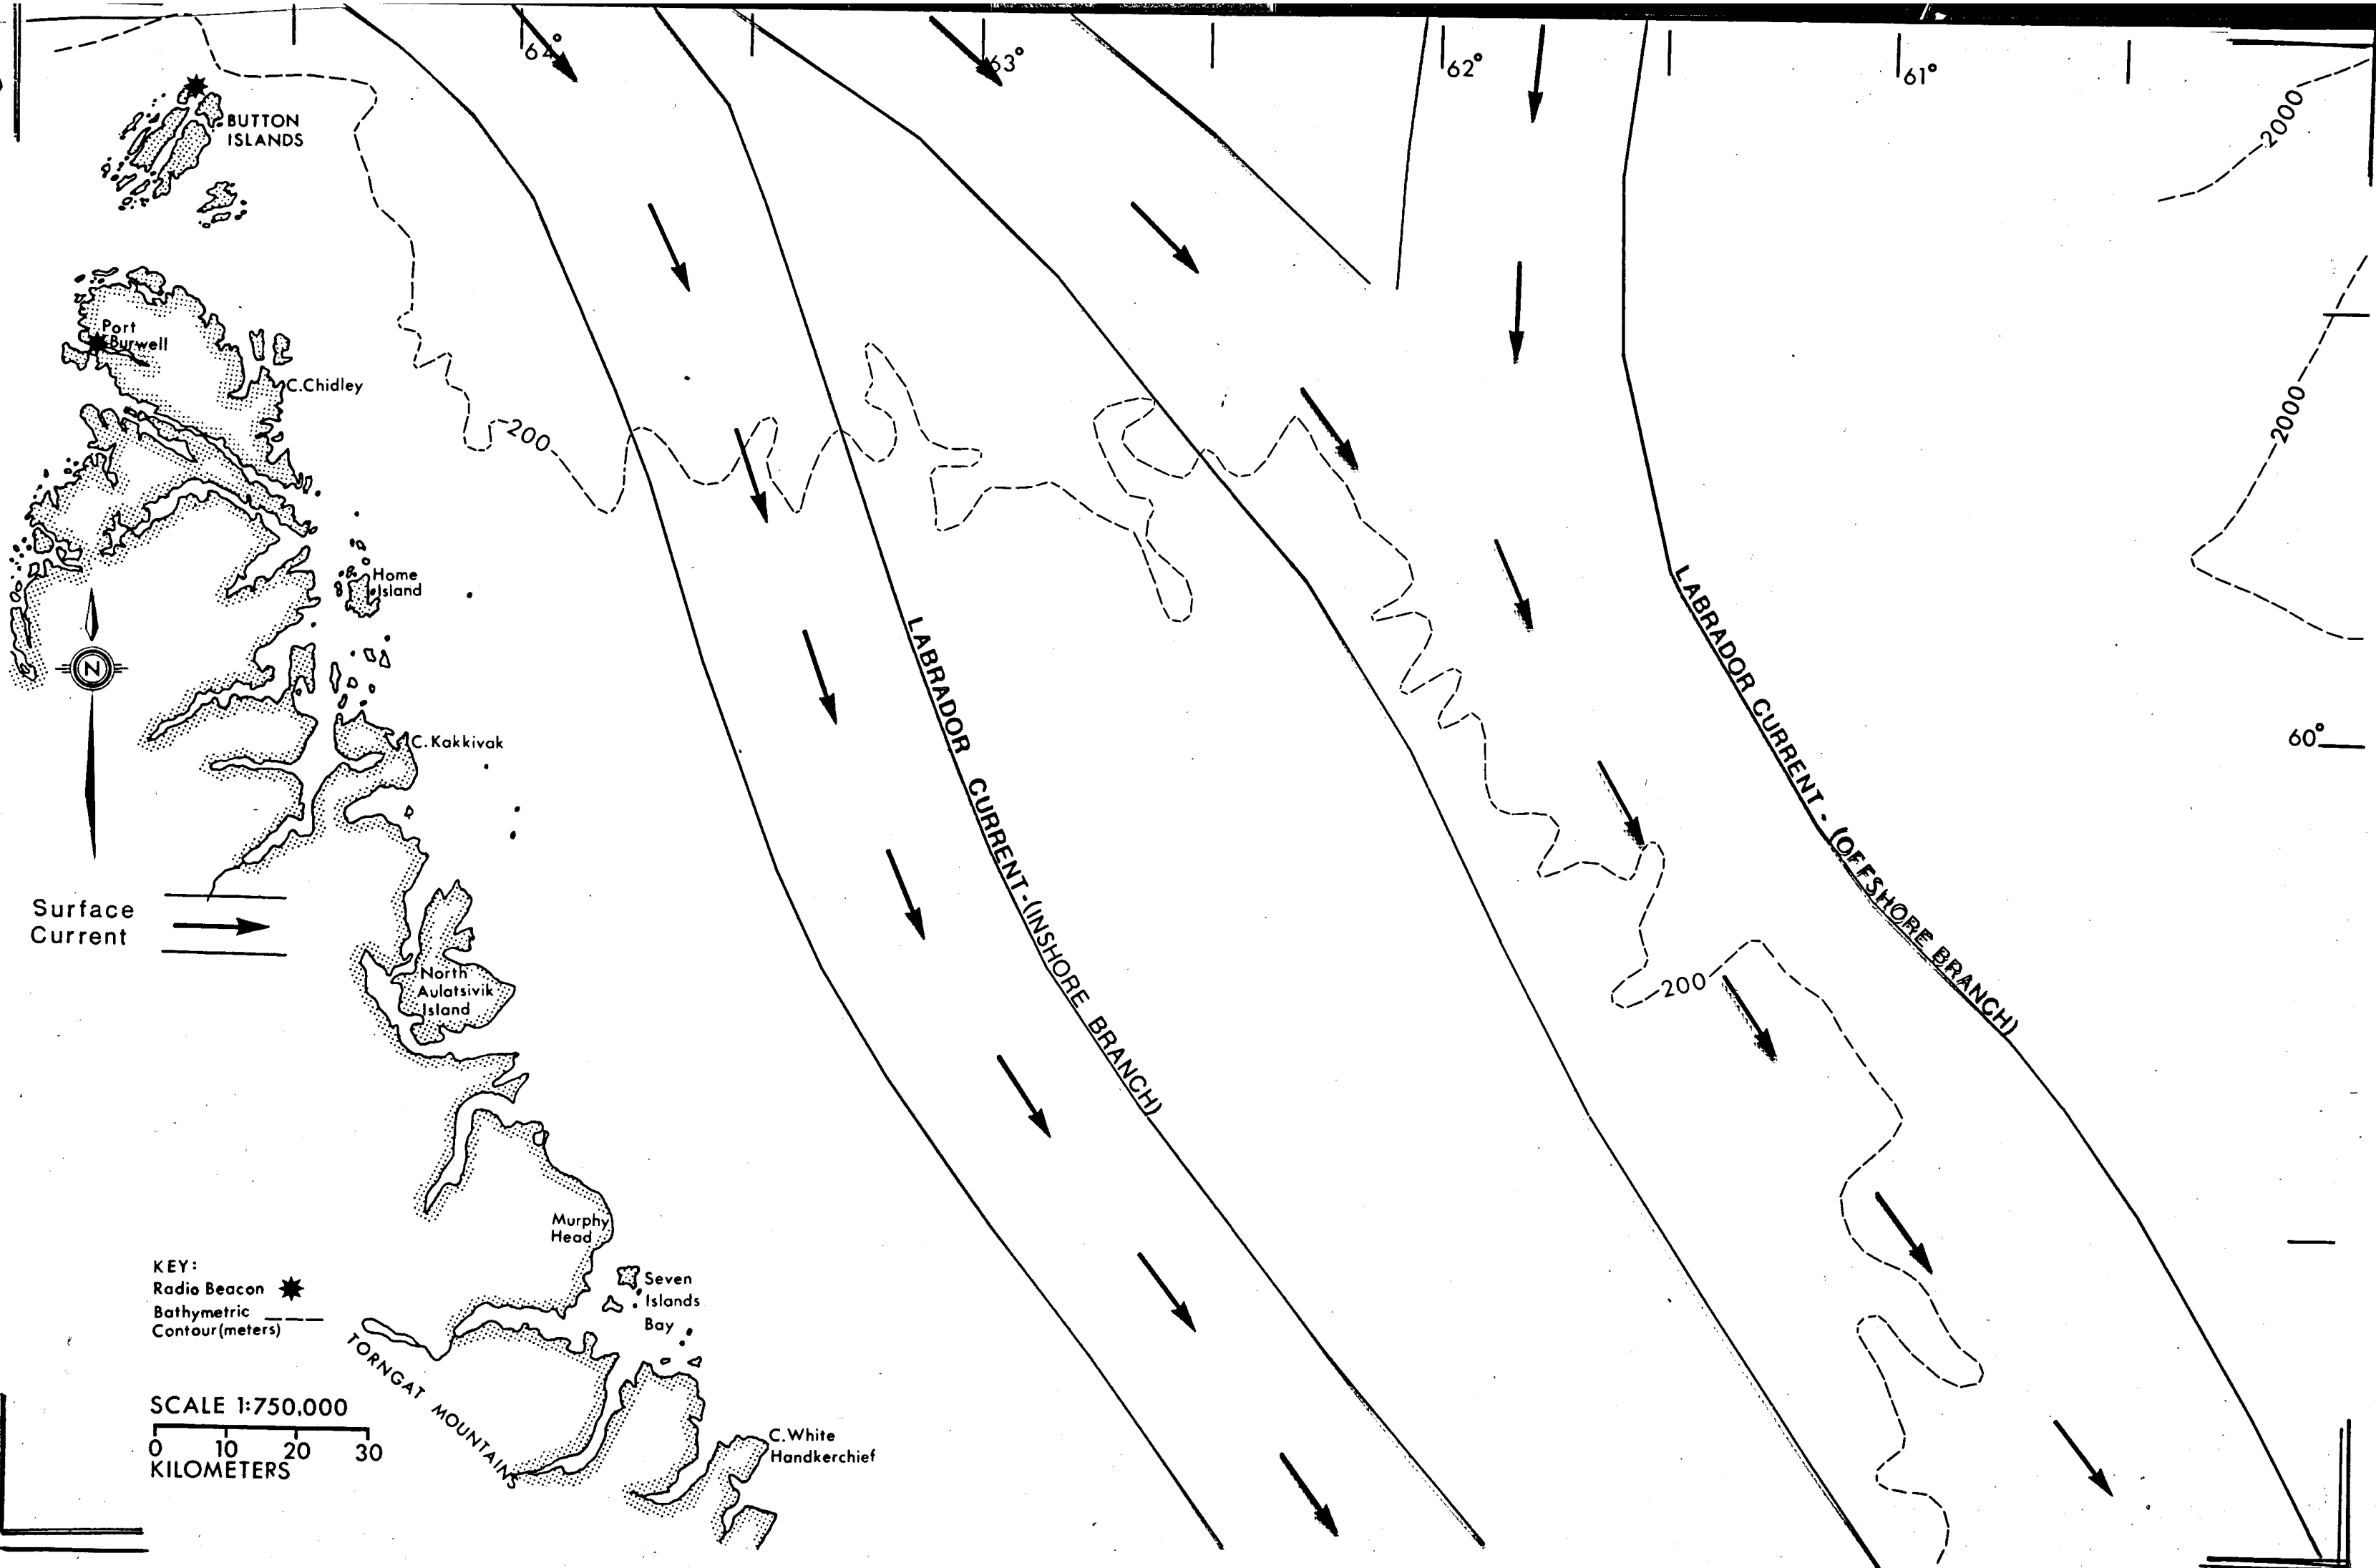 64°
63°
62°
61°
2000
BUTTON
ISLANDS
Port
Burwell
C.Chidley
200
2000
Home
Island
N
C.Kakkivak
60°
LABRADOR CURRENT-(INSHORE BRANCH)
LABRADOR CURRENT - (OFFSHORE BRANCH)
Surface
Current
North
Aulatsivik
Island
200
Murphy
Head
KEY:
Radio Beacon
Bathymetric
Contour(meters)
Seven
Islands
Bay
TORNGAT MOUNTAINS
SCALE 1:750,000
0 10 20 30
KILOMETERS
C.White
Handkerchief